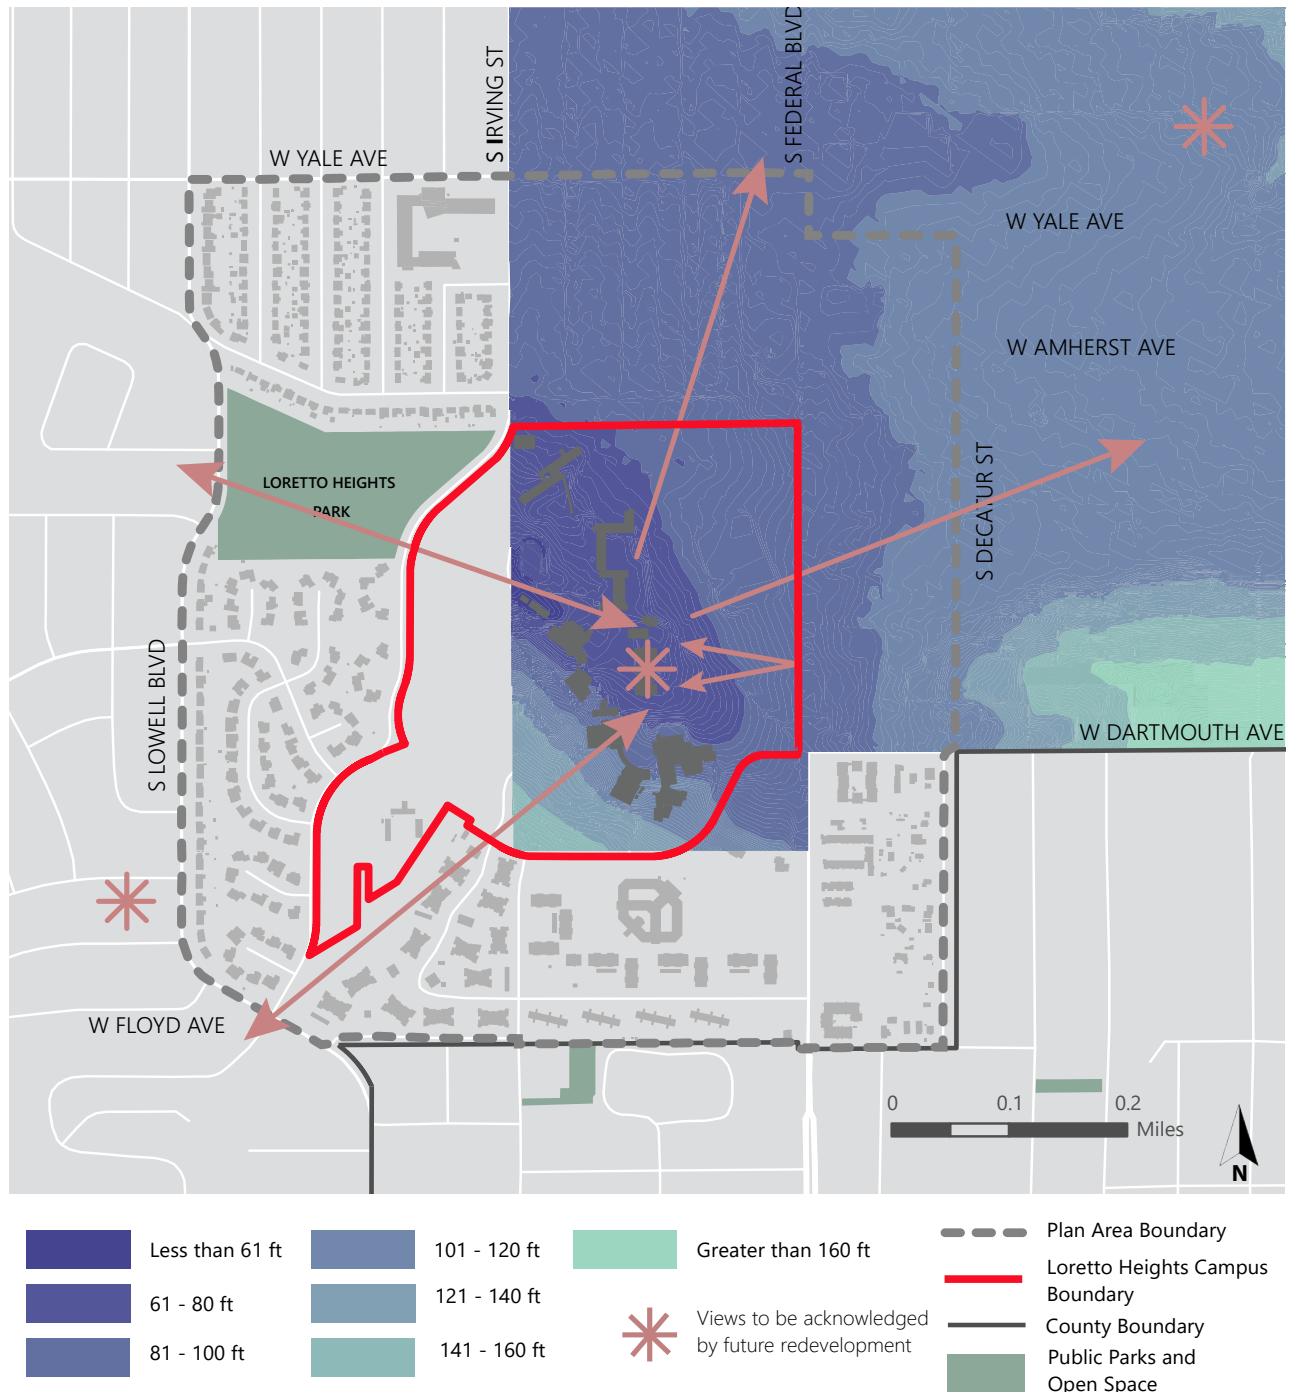 S IRVING ST
S FEDERAL BLVD
W YALE AVE
W YALE AVE
W AMHERST AVE
S DECATUR ST
LORETTO HEIGHTS
PARK
S LOWELL BLVD
W DARTMOUTH AVE
W FLOYD AVE
0 0.1 0.2
Miles
N
Less than 61 ft
61 - 80 ft
81 - 100 ft
101 - 120 ft
121 - 140 ft
141 - 160 ft
Greater than 160 ft
Views to be acknowledged
by future redevelopment
Plan Area Boundary
Loretto Heights Campus
Boundary
County Boundary
Public Parks and
Open Space